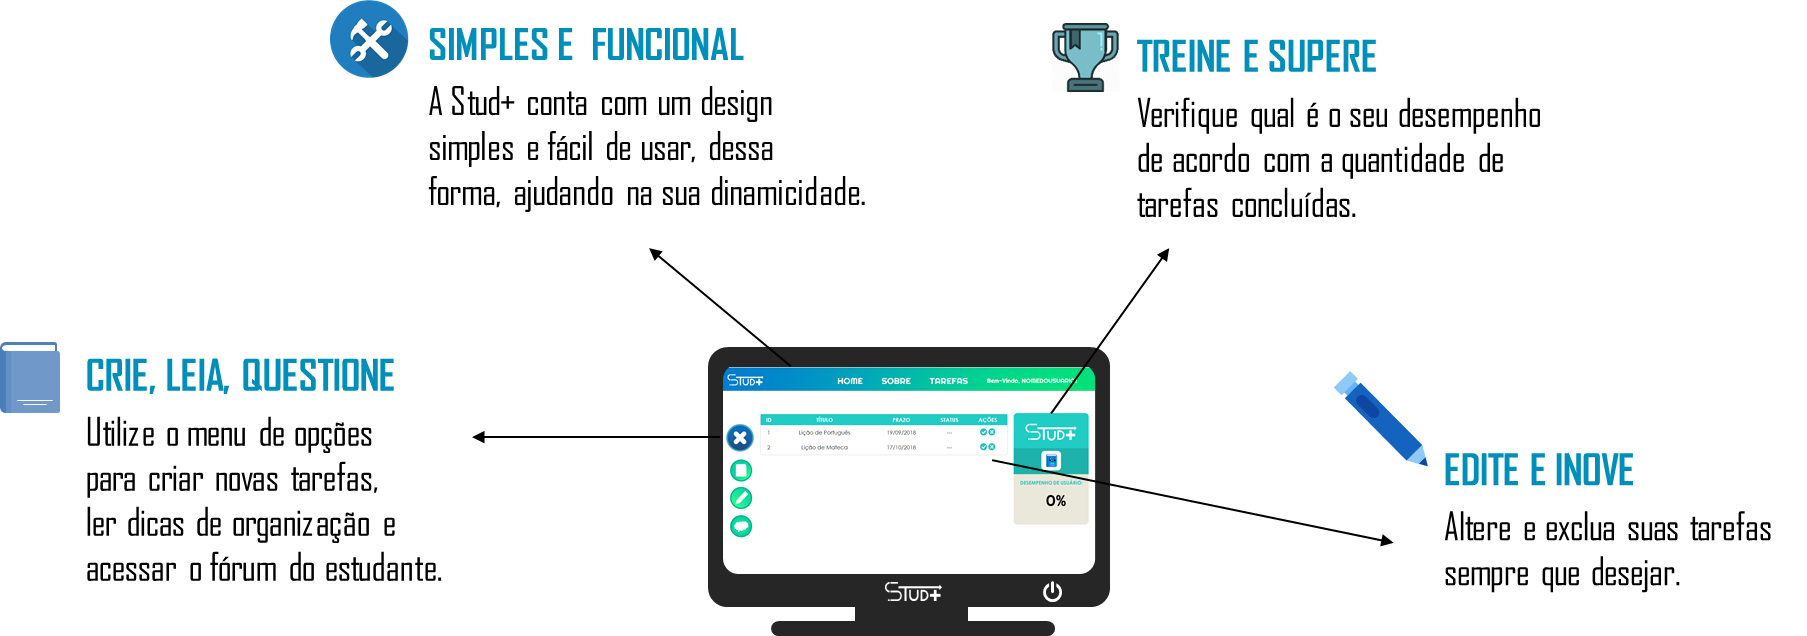 SIMPLES E FUNCIONAL
A Stud+ conta com um design
simples e fácil de usar, dessa
forma, ajudando na sua dinamicidade.
TREINE E SUPERE
Verifique qual é o seu desempenho
de acordo com a quantidade de
tarefas concluídas.
CRIE, LEIA, QUESTIONE
Utilize o menu de opções
para criar novas tarefas,
ler dicas de organização e
acessar o fórum do estudante.
EDITE E INOVE
Altere e exclua suas tarefas
sempre que desejar.
STUD+ HOME SOBRE TAREFAS Bem-Vindo, NOMEDOUSUARIO
ID TÍTULO PRAZO STATUS AÇÕES
1 Lição de Português 19/09/2018 ---
2 Lição de Mateca 17/10/2018 ---
STUD+
DESEMPENHO DE USUÁRIO:
0%
STUD+